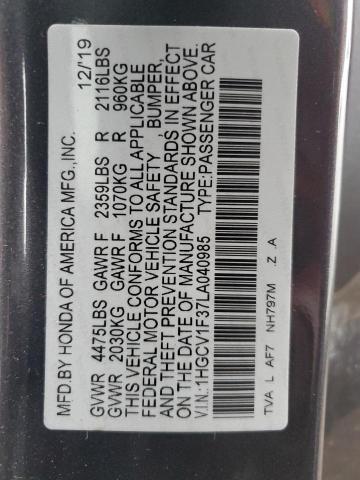 MFD.BY HONDA OF AMERICA MFG.,INC. 12/'19
GVWR 4475LBS GAWR F 2359LBS R 2116LBS
GVWR 2030KG GAWR F 1070KG R 960KG
THIS VEHICLE CONFORMS TO ALL APPLICABLE
FEDERAL MOTOR VEHICLE SAFETY , BUMPER,
AND THEFT PREVENTION STANDARDS IN EFFECT
ON THE DATE OF MANUFACTURE SHOWN ABOVE.
V.I.N.:1HGCV1F37LA040985 TYPE:PASSENGER CAR
TVA L AF7 NH797M .Z .A